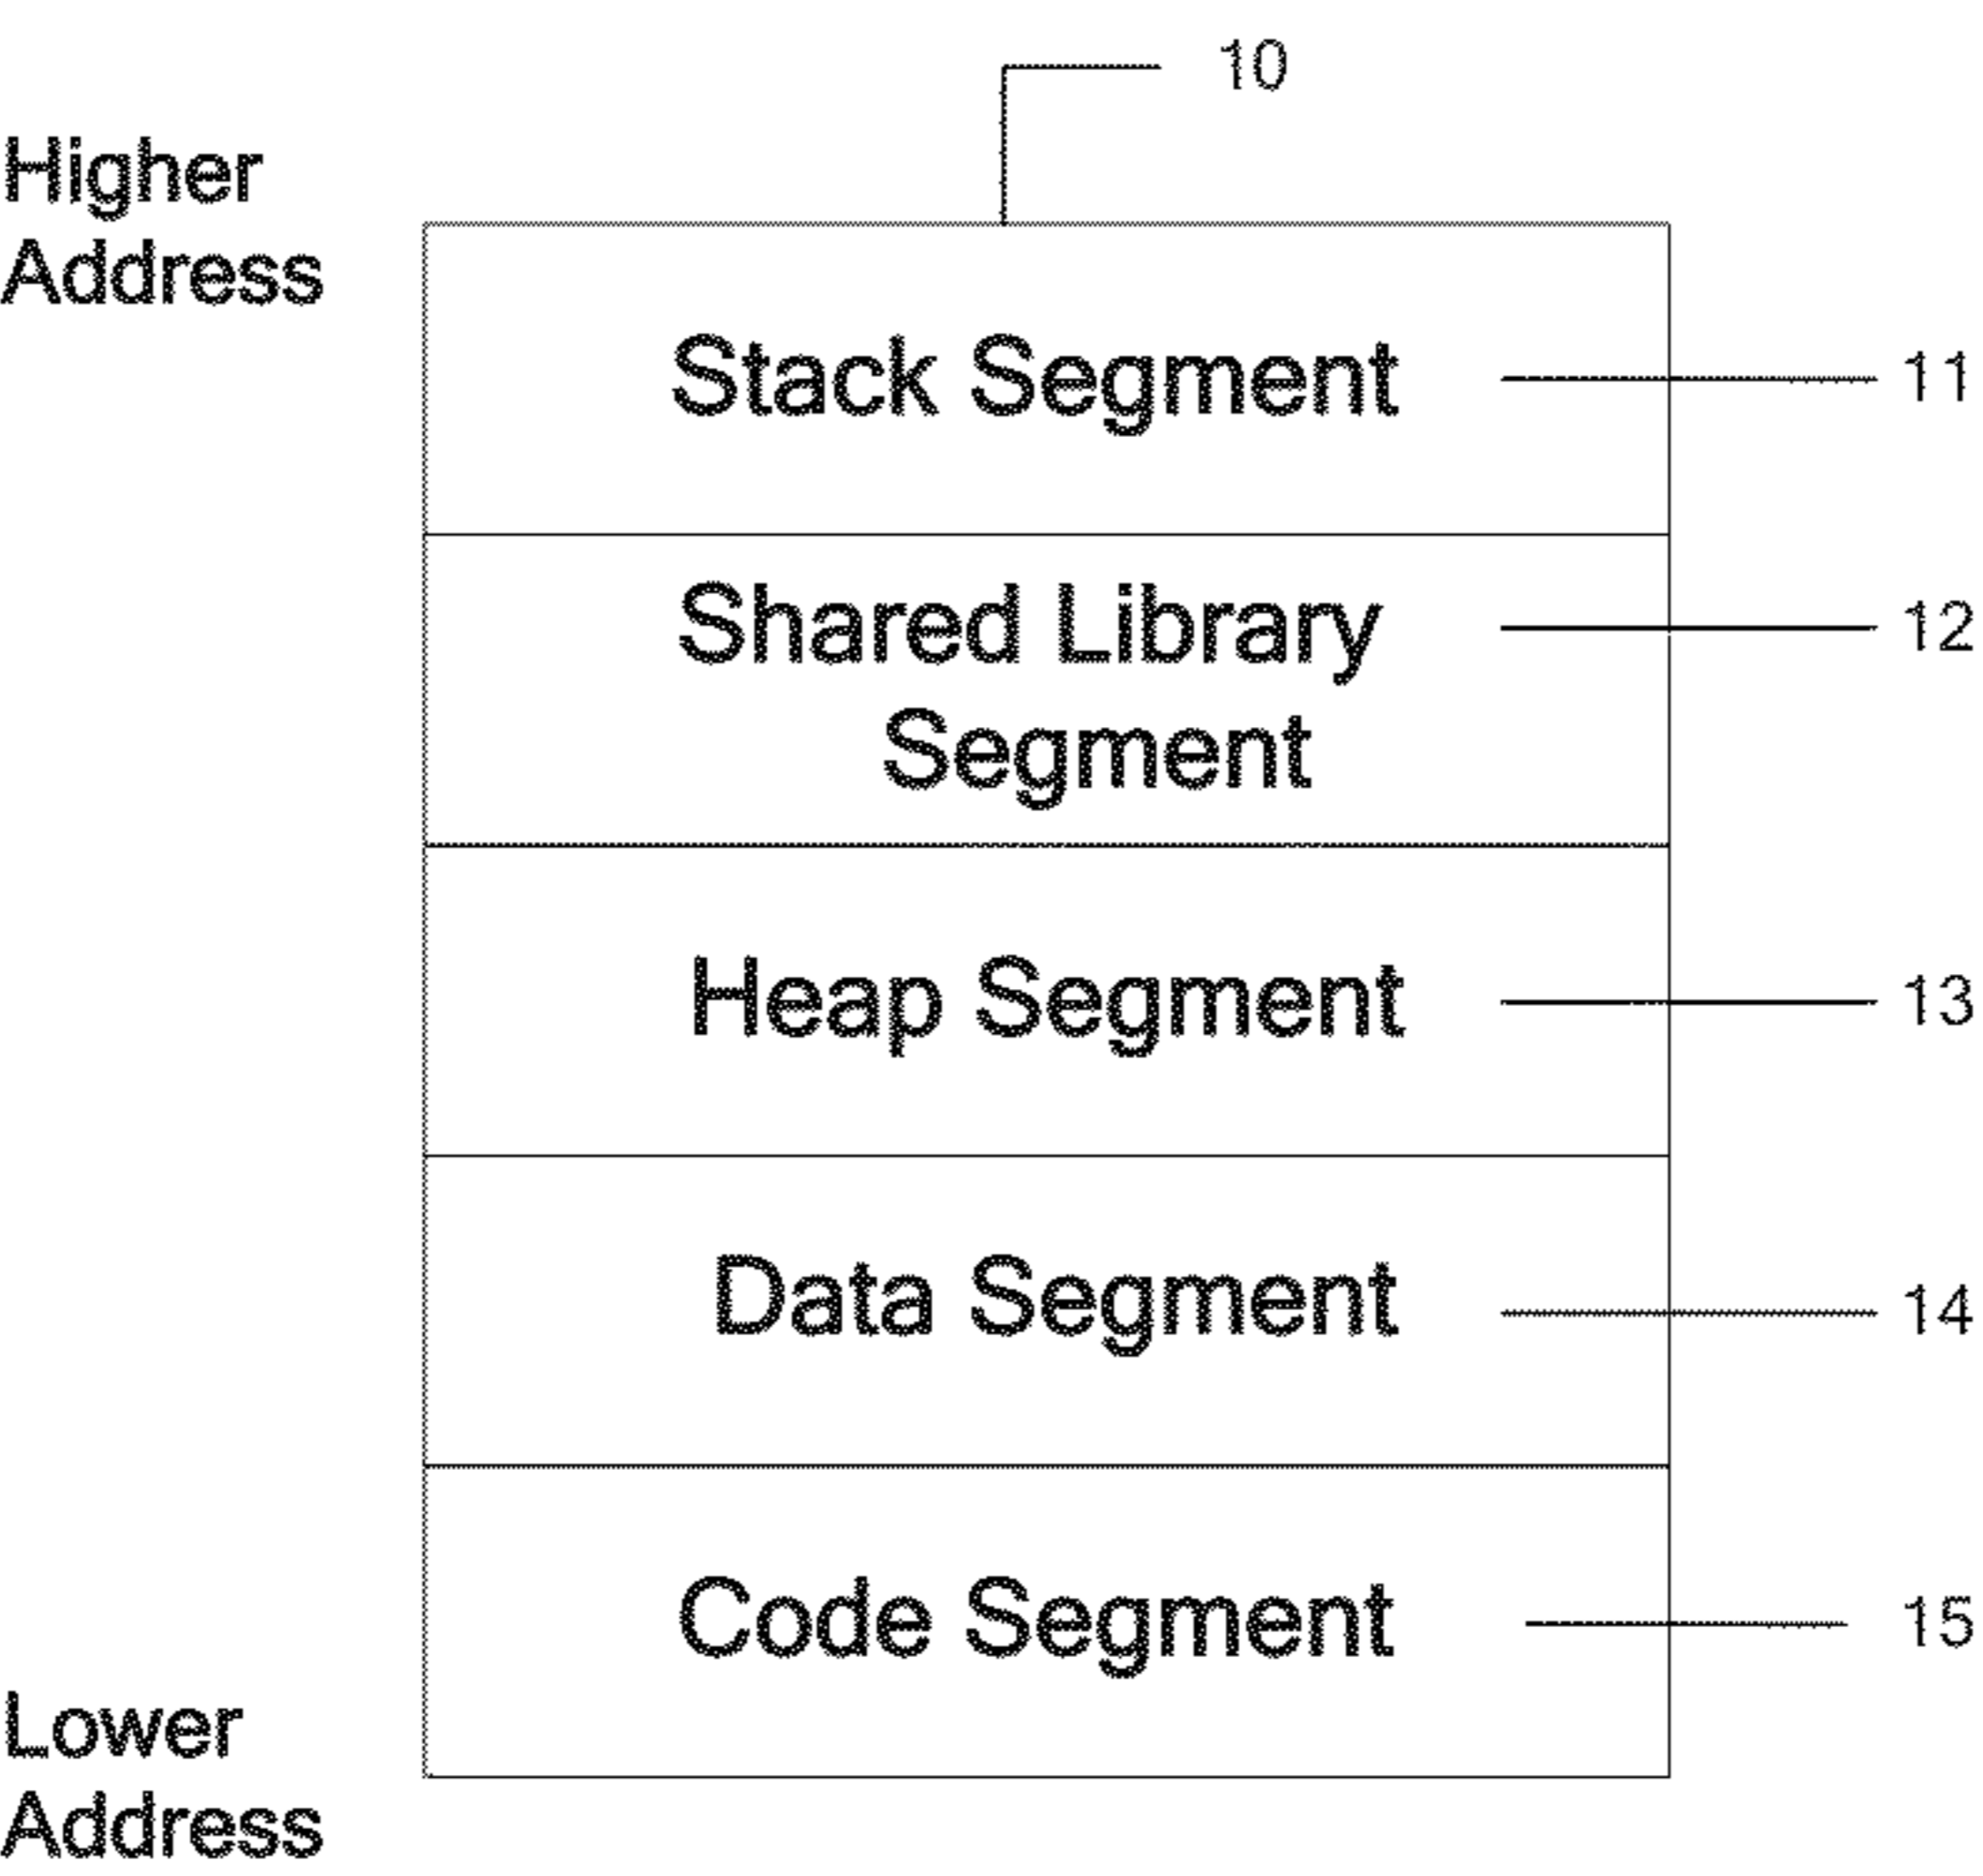 10
Higher
Address
Stack Segment
11
Shared Library
12
Segment
Heap Segment
13
Data Segment
14
Code Segment
15
Lower
Address